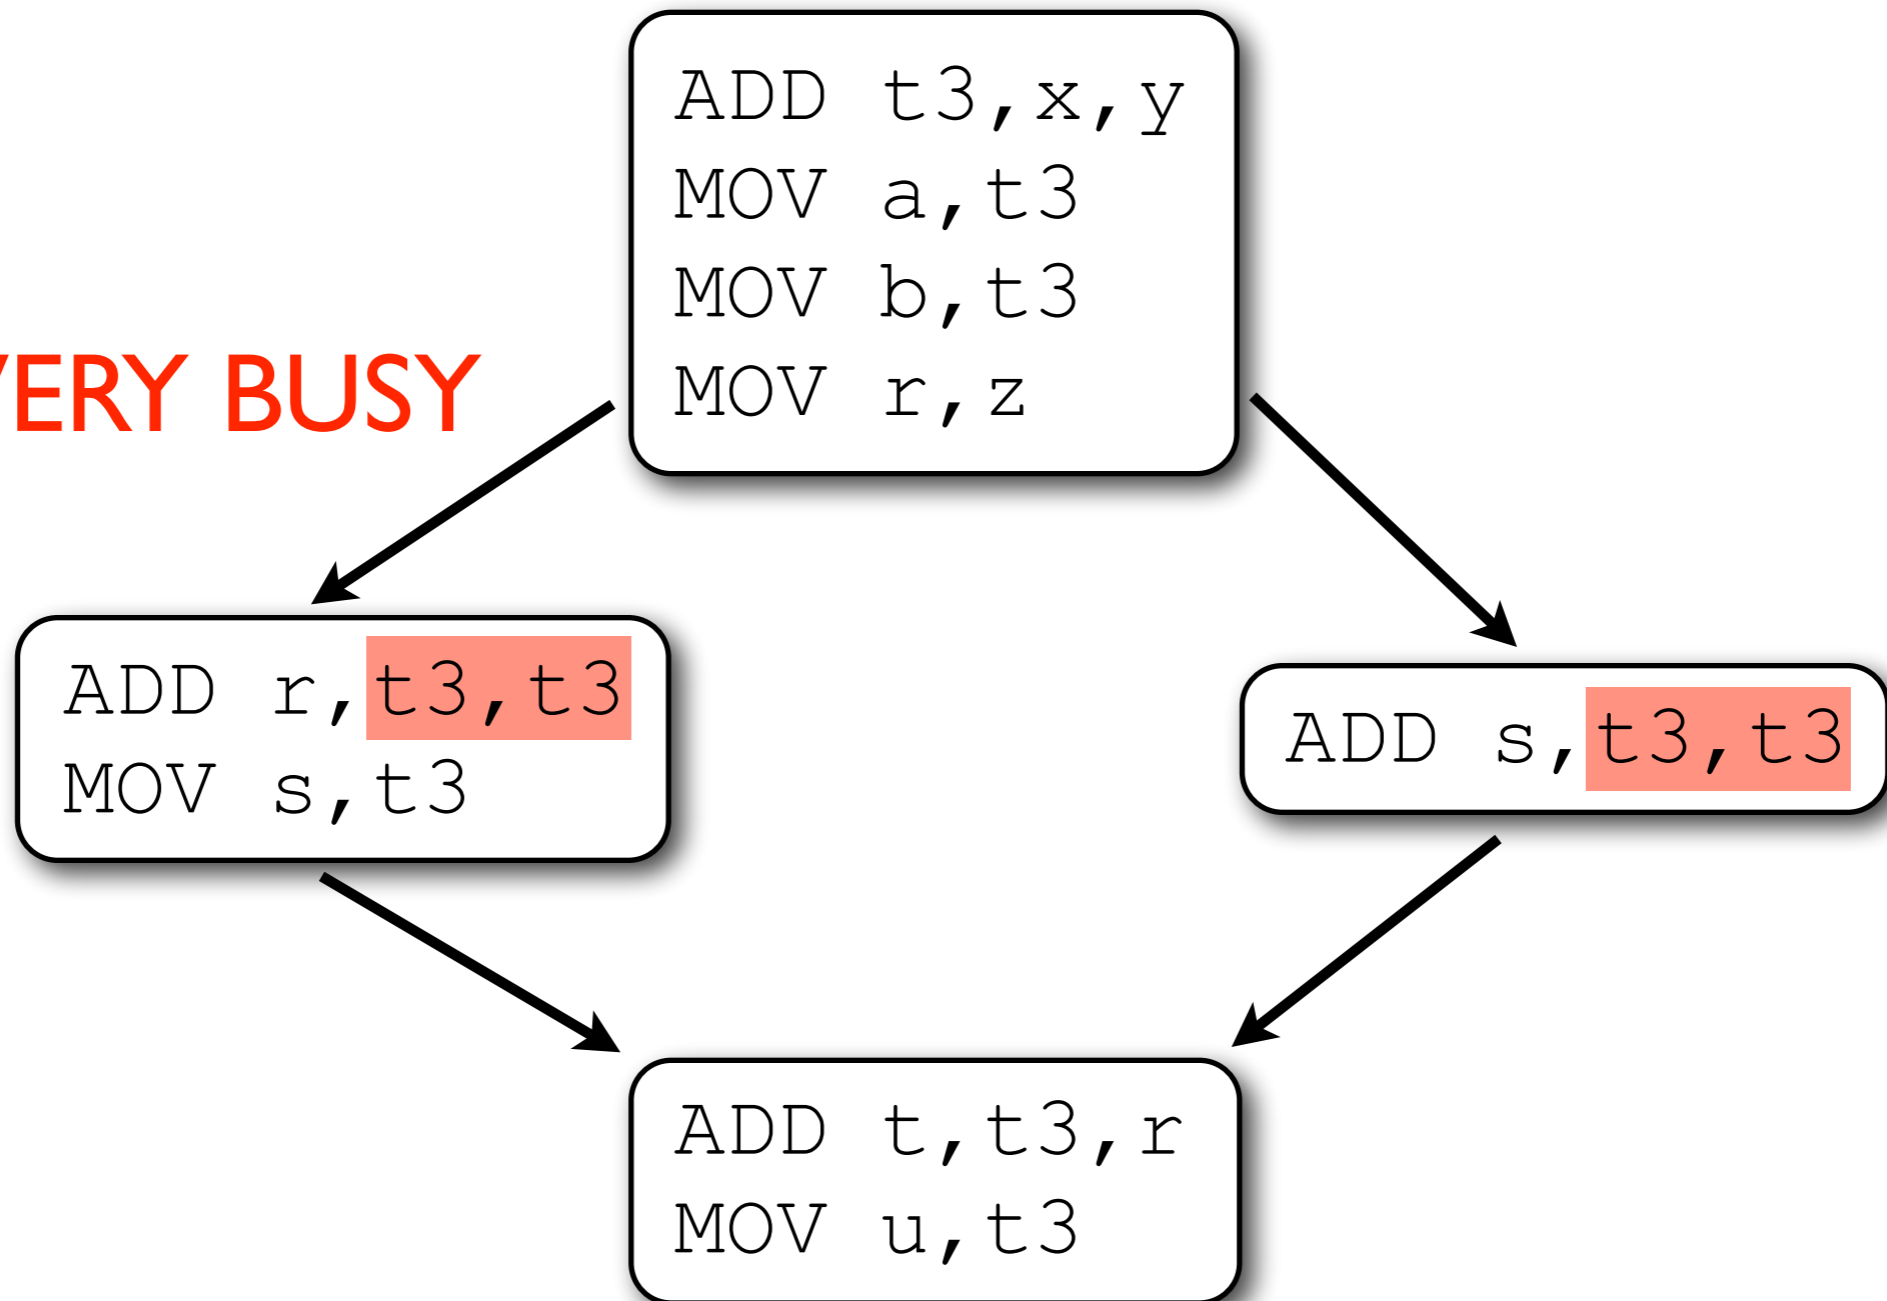 ADD t3,x,y
MOV a,t3
MOV b,t3
MOV r,z
VERY BUSY
ADD r,t3,t3
MOV s,t3
ADD s,t3,t3
ADD t,t3,r
MOV u,t3